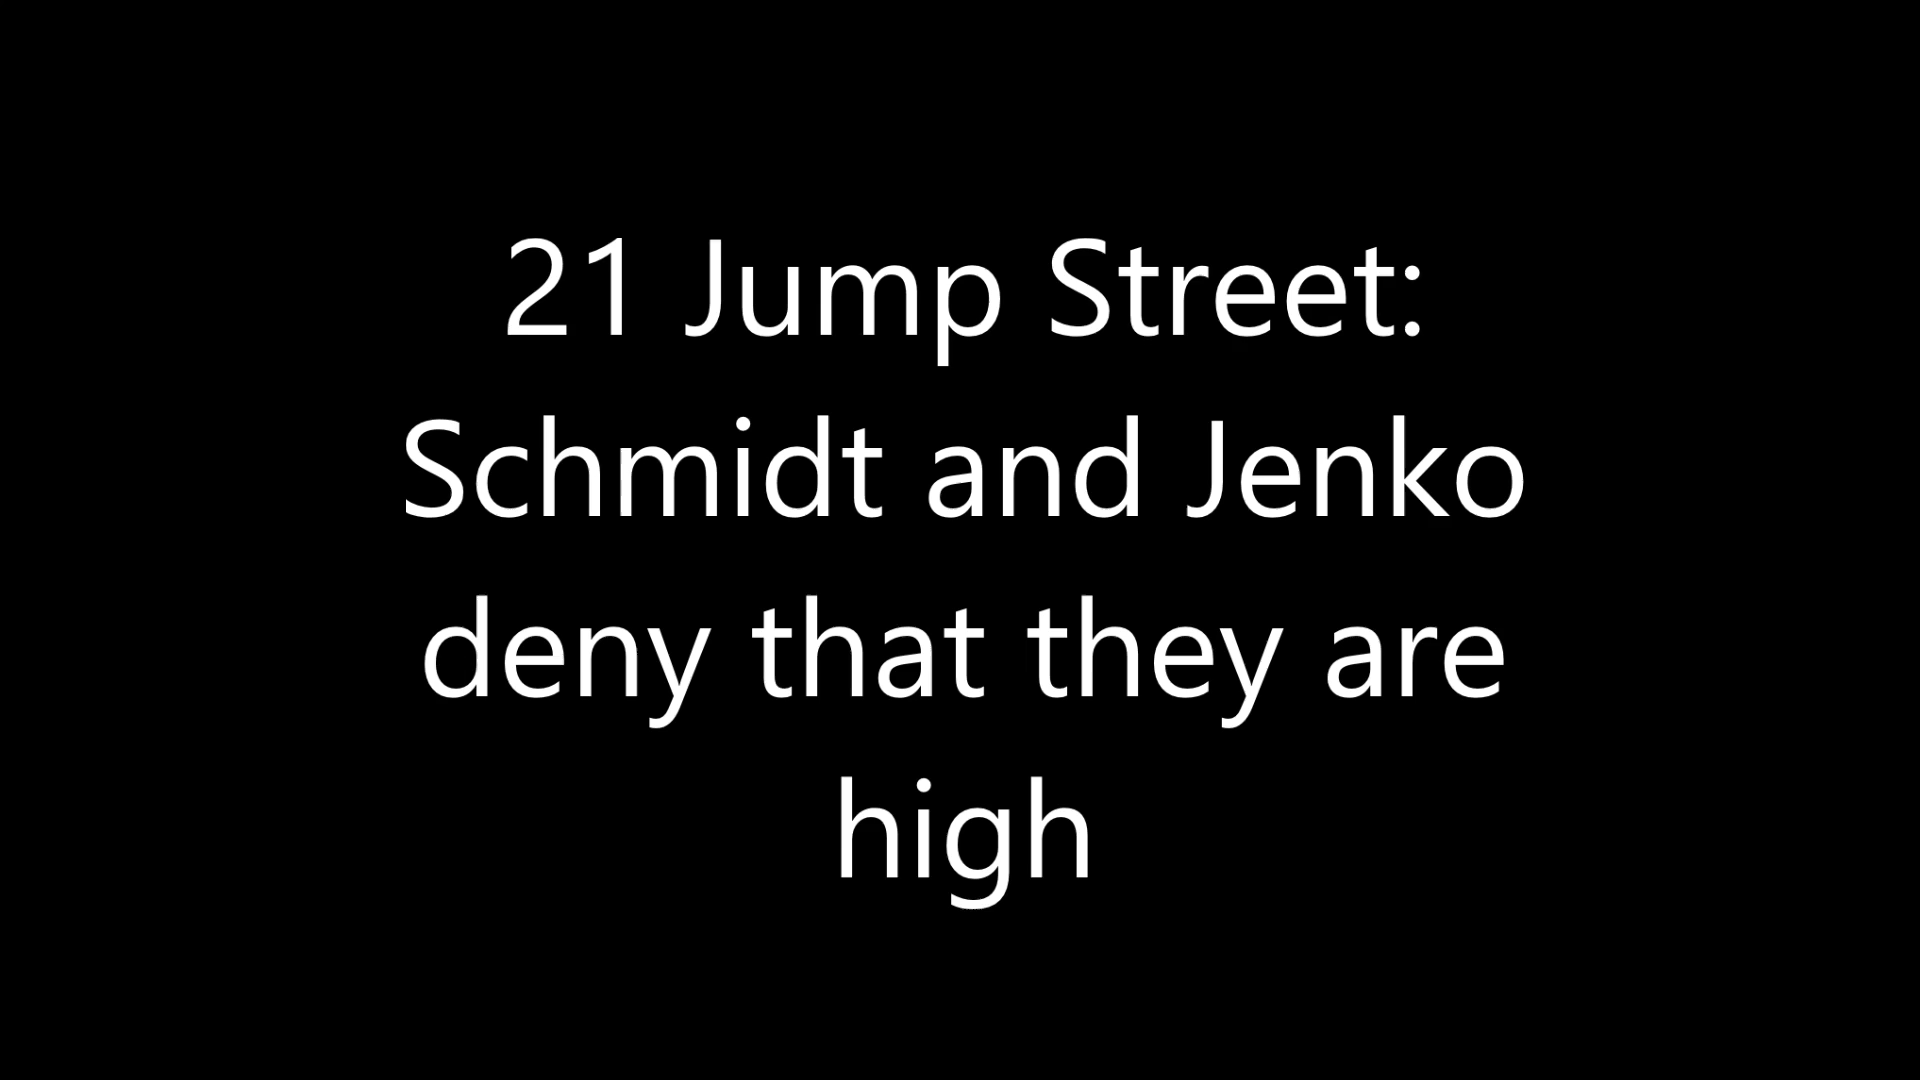 21 Jump Street:
Schmidt and Jenko
deny that they are
high